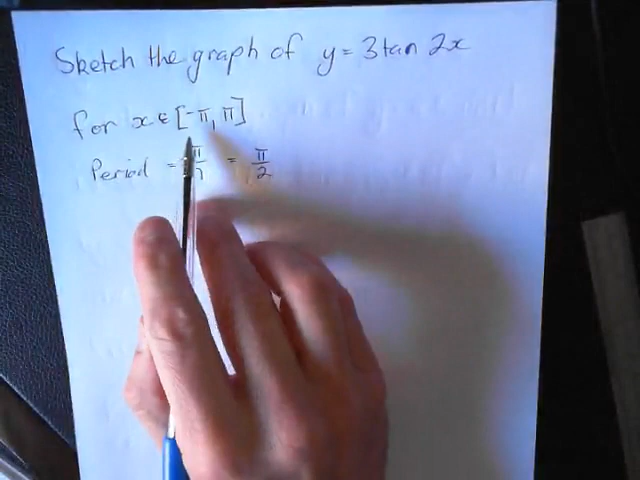 Sketch the graph of y = 3tan 2x
for x ∈ [-π, π]
Period = π/n = π/2